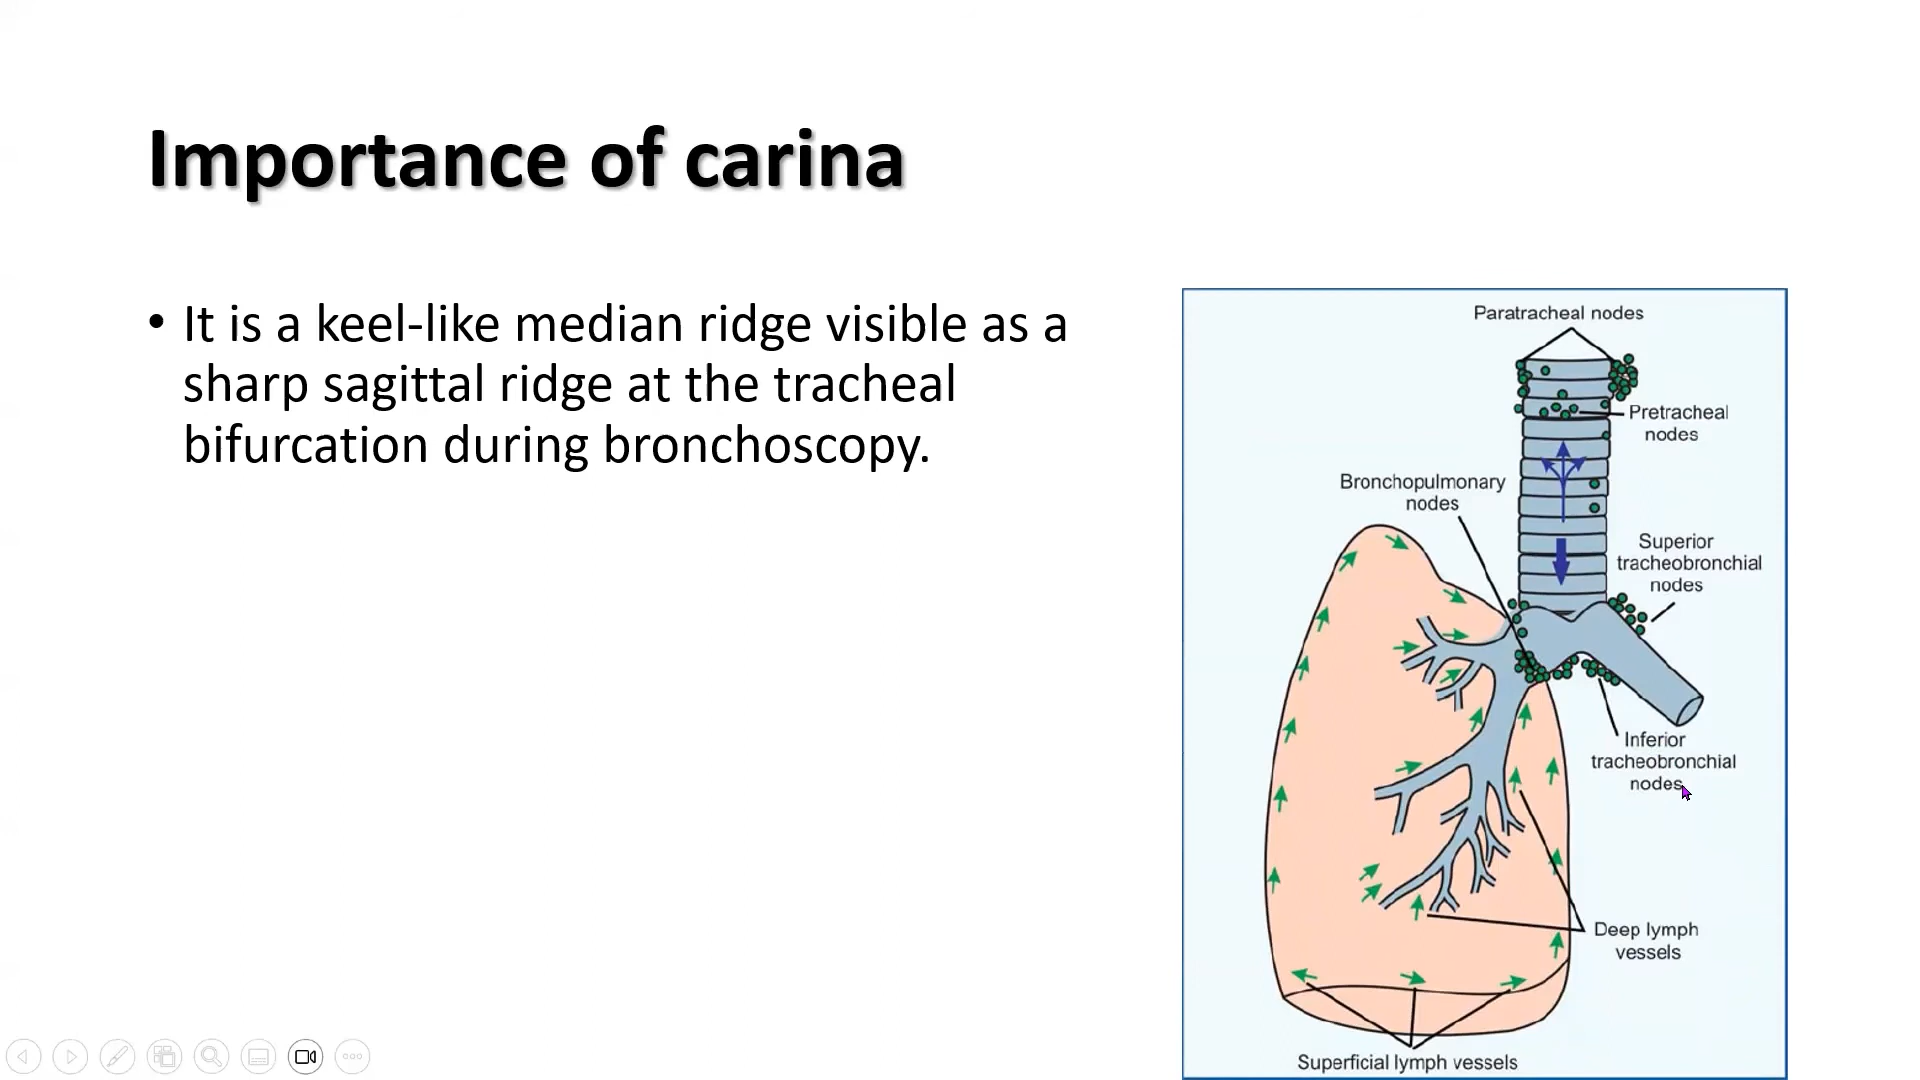 Importance of carina
• It is a keel-like median ridge visible as a
sharp sagittal ridge at the tracheal
bifurcation during bronchoscopy.
Paratracheal nodes
Pretracheal
nodes
Bronchopulmonary
nodes
Superior
tracheobronchial
nodes
Inferior
tracheobronchial
nodes
Deep lymph
vessels
Superficial lymph vessels